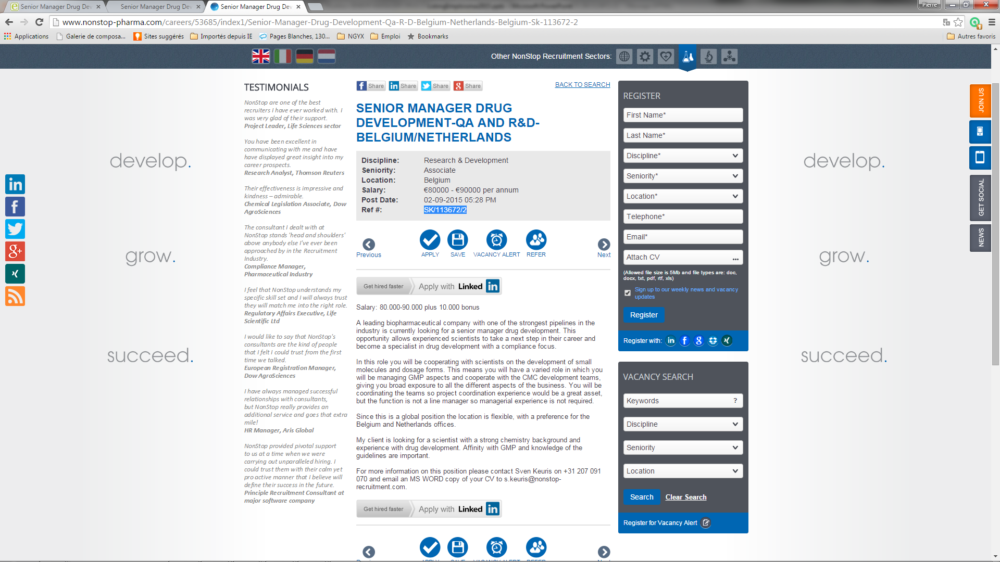 Senior Manager Drug Dev
Senior Manager Drug Dev
Senior Manager Drug Dev
Pierre
www.nonstop-pharma.com/careers/53685/index1/Senior-Manager-Drug-Development-Qa-R-D-Belgium-Netherlands-Belgium-Sk-113672-2
Applications
Galerie de composa...
Sites suggérés
Importés depuis IE
Pages Blanches, 130...
NGYX
Emploi
Bookmarks
Autres favoris
Other NonStop Recruitment Sectors:
develop.
grow.
succeed.
TESTIMONIALS
NonStop are one of the best
recruiters I have ever worked with. I
was very glad of their support.
Project Leader, Life Sciences sector
You have been excellent in
communicating with me and have
have displayed great insight into my
career prospects.
Research Analyst, Thomson Reuters
Their effectiveness is impressive and
kindness – admirable.
Chemical Legislation Associate, Dow
AgroSciences
The consultant I dealt with at
NonStop stands 'head and shoulders'
above anybody else I've ever been
approached by in the Recruitment
Industry.
Compliance Manager,
Pharmaceutical Industry
I feel that NonStop understands my
specific skill set and I will always trust
they will match me into the right role.
Regulatory Affairs Executive, Life
Scientific Ltd
I would like to say that NonStop's
consultants are the kind of people
that I felt I could trust from the first
time we talked.
European Registration Manager,
Dow AgroSciences
I have always managed successful
relationships with consultants,
but NonStop really provides an
additional service and goes that extra
mile!
HR Manager, Aris Global
NonStop provided pivotal support
to us at a time when we were
carrying out unparalleled hiring. I
could trust them with their calm yet
pro active manner that I believe will
define their success in the future.
Principle Recruitment Consultant at
major software company
Share
Share
Share
Share
BACK TO SEARCH
SENIOR MANAGER DRUG
DEVELOPMENT-QA AND R&D-
BELGIUM/NETHERLANDS
Discipline: Research & Development
Seniority: Associate
Location: Belgium
Salary: €80000 - €90000 per annum
Post Date: 02-09-2015 05:28 PM
Ref #: SK/113672/2
Previous
APPLY
SAVE
VACANCY ALERT
REFER
Next
Get hired faster Apply with Linked in
Salary: 80.000-90.000 plus 10.000 bonus
A leading biopharmaceutical company with one of the strongest pipelines in the
industry is currently looking for a senior manager drug development. This
opportunity allows experienced scientists to take a next step in their career and
become a specialist in drug development with a compliance focus.
In this role you will be cooperating with scientists on the development of small
molecules and dosage forms. This means you will have a varied role in which you
will be managing GMP aspects and cooperate with the CMC development teams,
giving you broad exposure to all the different aspects of the business. You will be
coordinating the teams so project coordination experience would be a great asset,
but the function is not a line manager so managerial experience is not required.
Since this is a global position the location is flexible, with a preference for the
Belgium and Netherlands offices.
My client is looking for a scientist with a strong chemistry background and
experience with drug development. Affinity with GMP and knowledge of the
guidelines are important.
For more information on this position please contact Sven Keuris on +31 207 091
070 and email an MS WORD copy of your CV to s.keuris@nonstop-
recruitment.com.
Get hired faster Apply with Linked in
REGISTER
First Name*
Last Name*
Discipline*
Seniority*
Location*
Telephone*
Email*
Attach CV ...
(Allowed file size is 5Mb and file types are: doc,
docx, txt, pdf, rtf, xls)
Sign up to our weekly news and vacancy
updates
Register
Register with:
VACANCY SEARCH
Keywords ?
Discipline
Seniority
Location
Search
Clear Search
Register for Vacancy Alert
develop.
grow.
succeed.
JOIN US
GET SOCIAL
NEWS